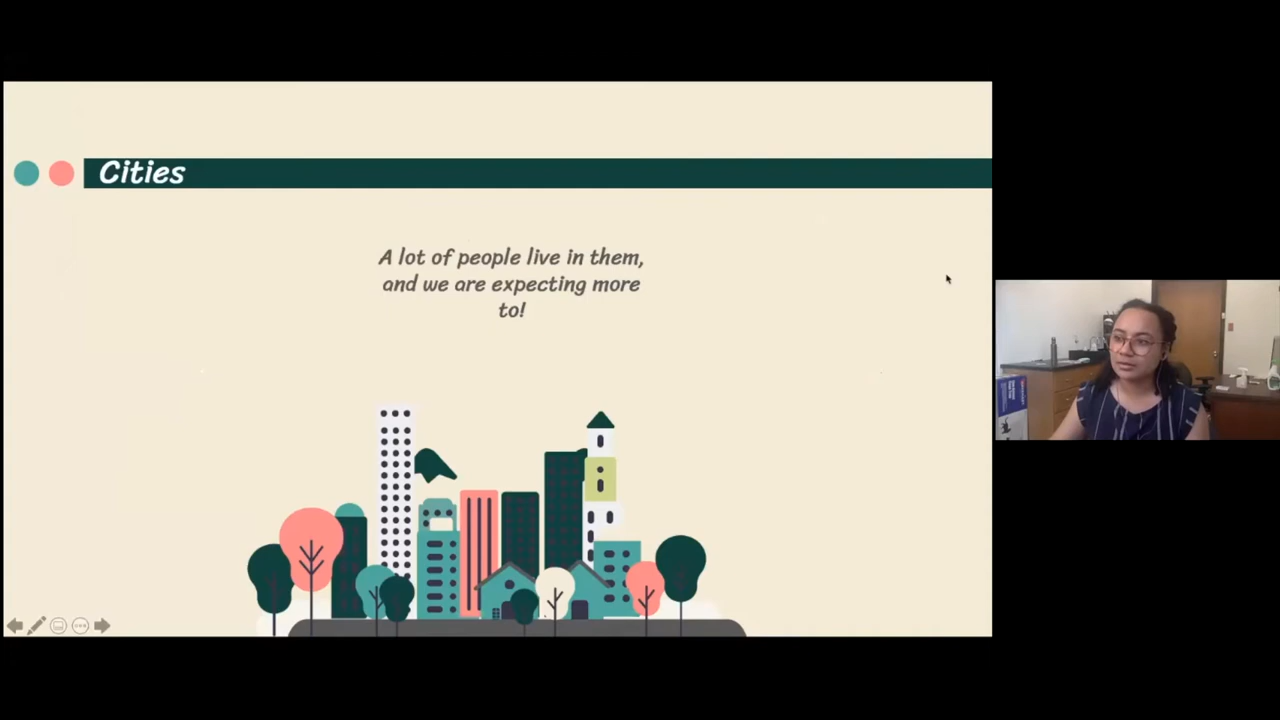 Cities
A lot of people live in them,
and we are expecting more
to!